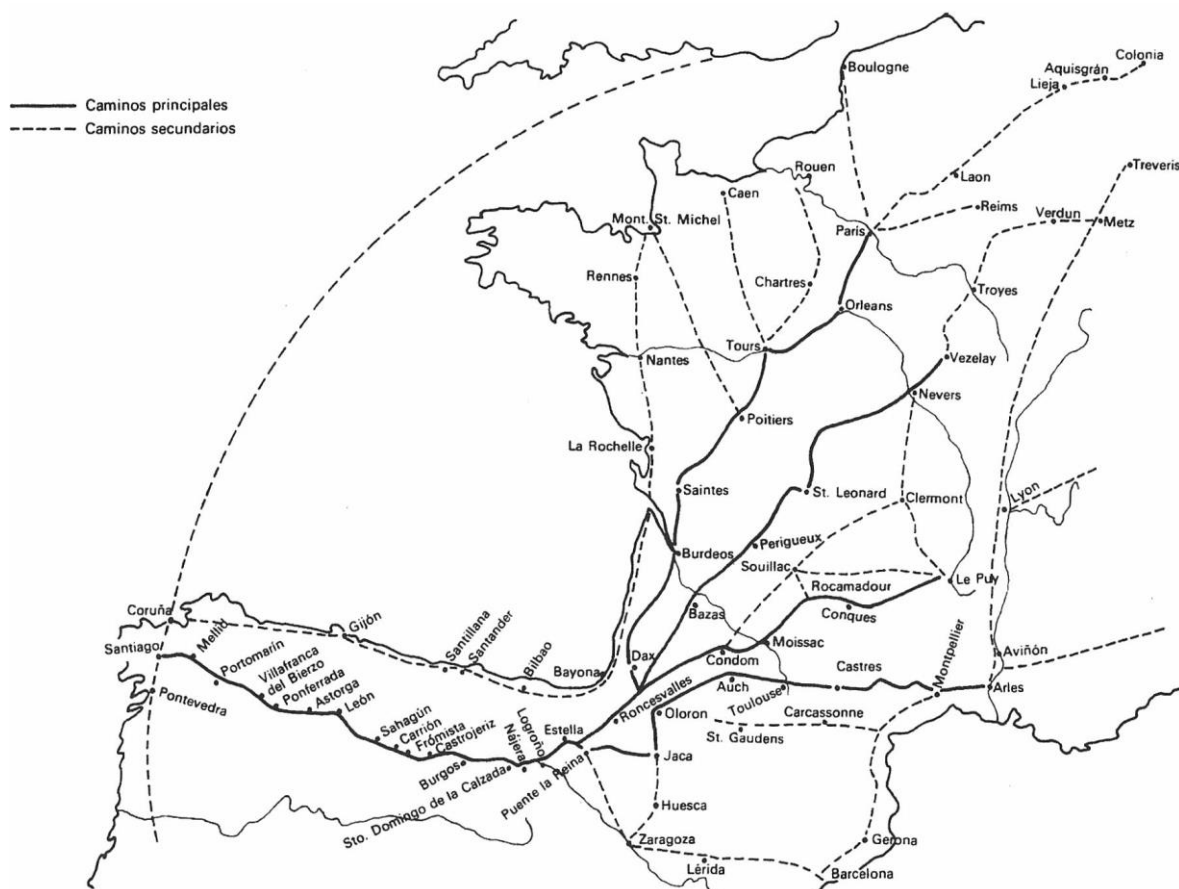 Caminos principales
Caminos secundarios
Boulogne
Colonia
Aquisgrán
Lieja
Treveris
Rouen
Laon
Caen
Reims
Verdun
Metz
Mont. St. Michel
Paris
Rennes
Chartres
Troyes
Orleans
Tours
Nantes
Vezelay
Nevers
Poitiers
La Rochelle
Saintes
St. Leonard
Clermont
Lyon
Perigueux
Burdeos
Souillac
Le Puy
Rocamadour
Bazas
Conques
Coruña
Gijón
Santillana
Santander
Bilbao
Bayona
Dax
Moissac
Condom
Montpellier
Aviñón
Santiago
Mellid
Portomarín
Villafranca
del Bierzo
Ponferrada
Astorga
León
Pontevedra
Sahagún
Carrión
Frómista
Castrojeriz
Burgos
Sto. Domingo de la Calzada
Nájera
Logroño
Estella
Puente la Reina
Roncesvalles
Oloron
Auch
Toulouse
Castres
Arles
Carcassonne
St. Gaudens
Jaca
Huesca
Zaragoza
Lérida
Gerona
Barcelona